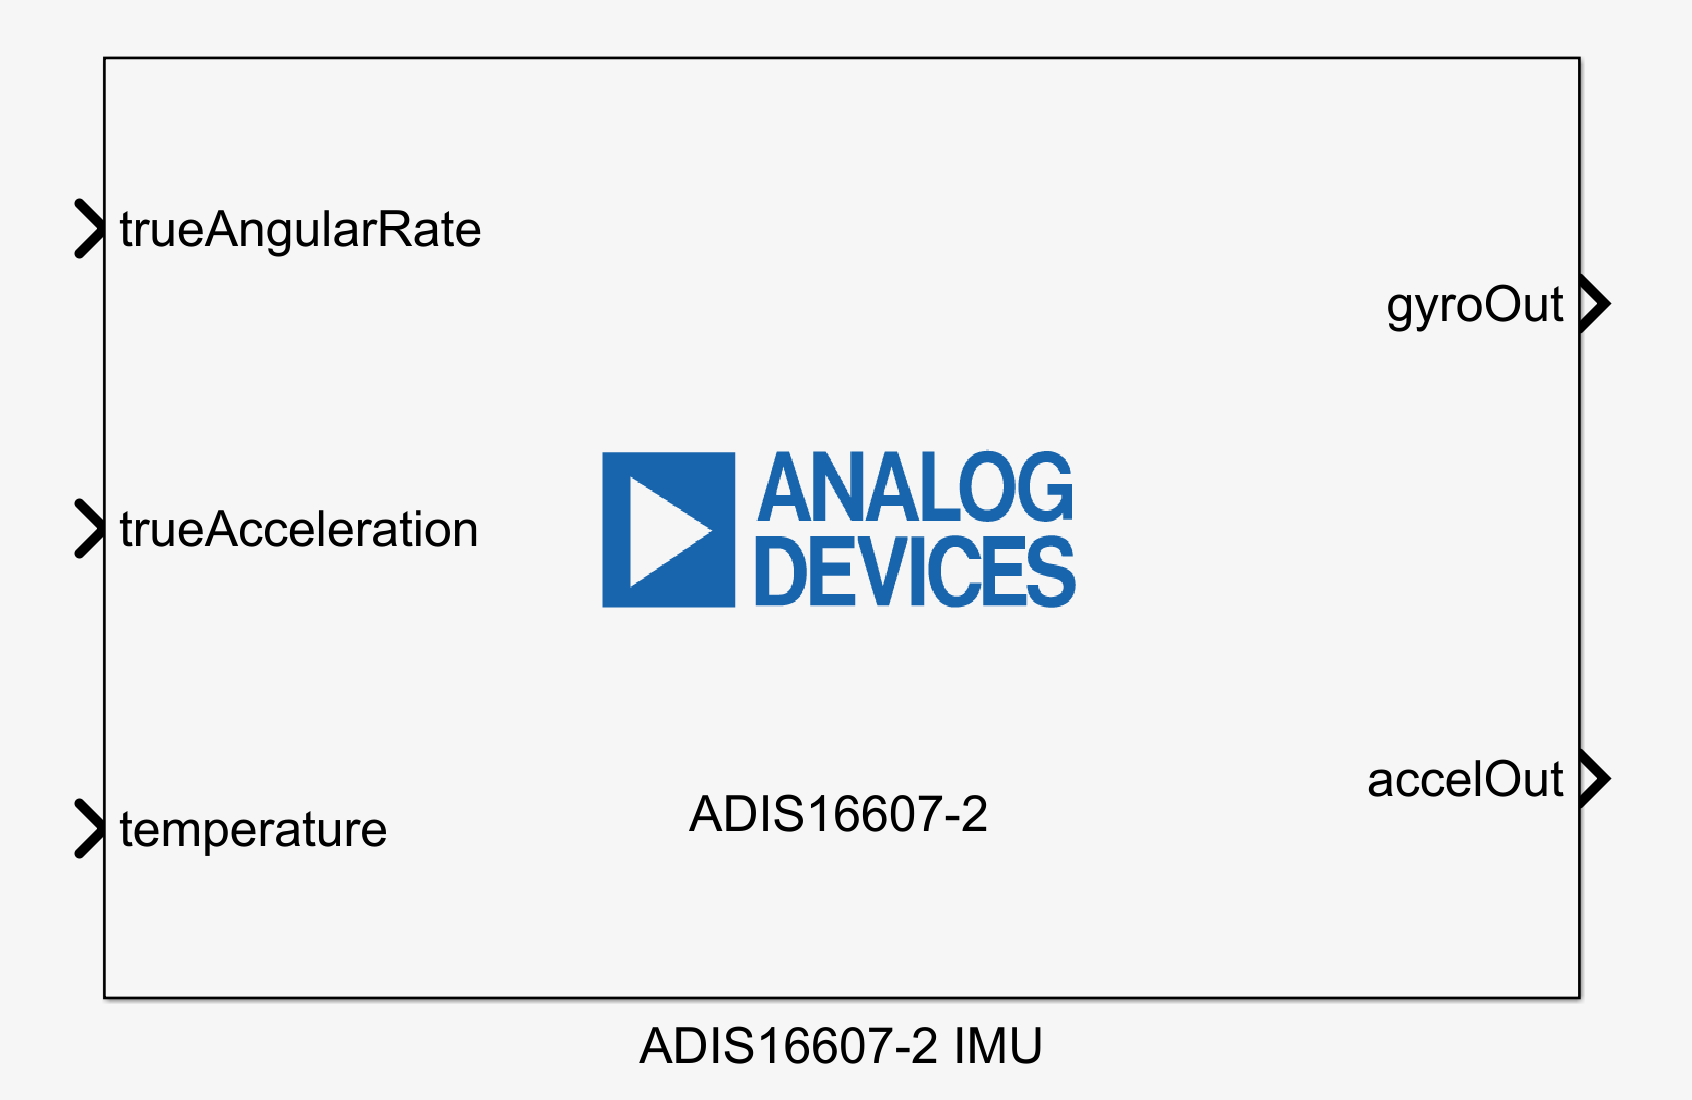 trueAngularRate
trueAcceleration
temperature
ANALOG
DEVICES
ADIS16607-2
gyroOut
accelOut
ADIS16607-2 IMU